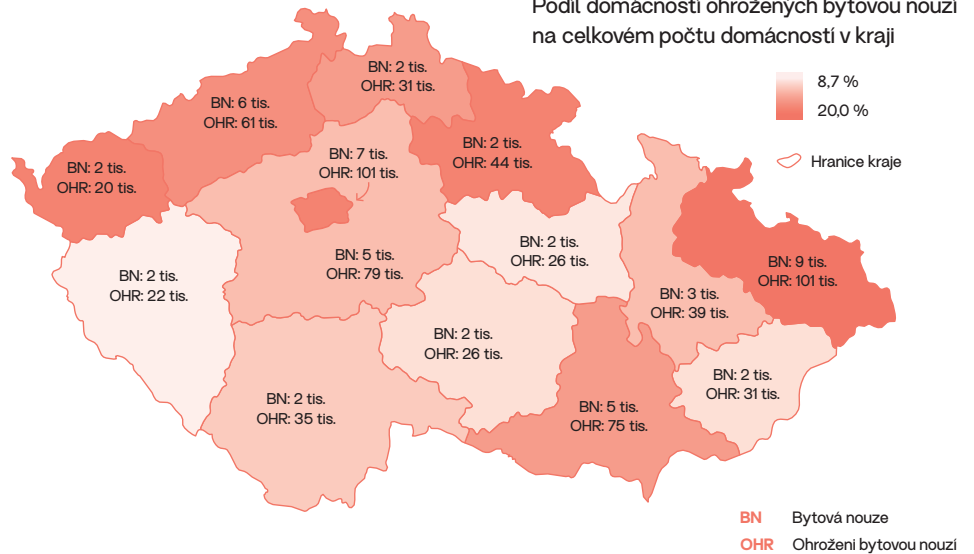 Podíl domácností ohrožených bytovou nouzí
na celkovém počtu domácností v kraji
8,7 %
20,0 %
Hranice kraje
BN: 2 tis.
OHR: 31 tis.
BN: 6 tis.
OHR: 61 tis.
BN: 2 tis.
OHR: 44 tis.
BN: 7 tis.
OHR: 101 tis.
BN: 2 tis.
OHR: 20 tis.
BN: 2 tis.
OHR: 26 tis.
BN: 5 tis.
OHR: 79 tis.
BN: 9 tis.
OHR: 101 tis.
BN: 2 tis.
OHR: 22 tis.
BN: 3 tis.
OHR: 39 tis.
BN: 2 tis.
OHR: 26 tis.
BN: 2 tis.
OHR: 31 tis.
BN: 2 tis.
OHR: 35 tis.
BN: 5 tis.
OHR: 75 tis.
BN Bytová nouze
OHR Ohroženi bytovou nouzí